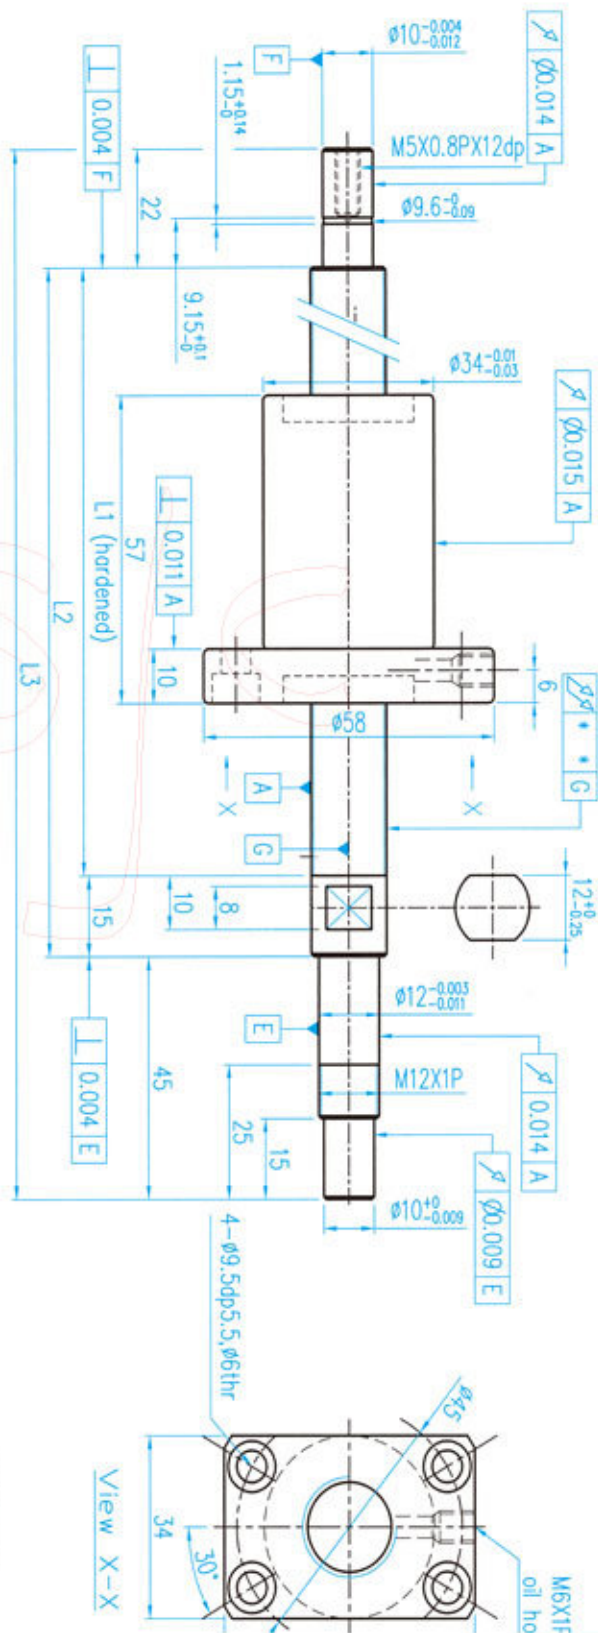 ⌰ Ø0.014 A
ø10-0.004 -0.012
F
M5X0.8PX12dp
1.15+0.14 -0
ø9.6-0 -0.09
⊥ 0.004 F
22
9.15+0.1 -0
ø34-0.01 -0.03
Ø0.015 A
57
L1 (hardened)
L2
L3
⊥ 0.011 A
10
6
ø58
* * G
X
X
A
G
12+0 -0.25
8
10
15
ø12-0.003 -0.011
E
⊥ 0.004 E
0.014 A
M12X1P
45
25
15
Ø0.009 E
ø10+0 -0.009
4-ø9.5dp5.5,ø6thr
ø45
M6X1P
oil ho
34
30°
View X-X